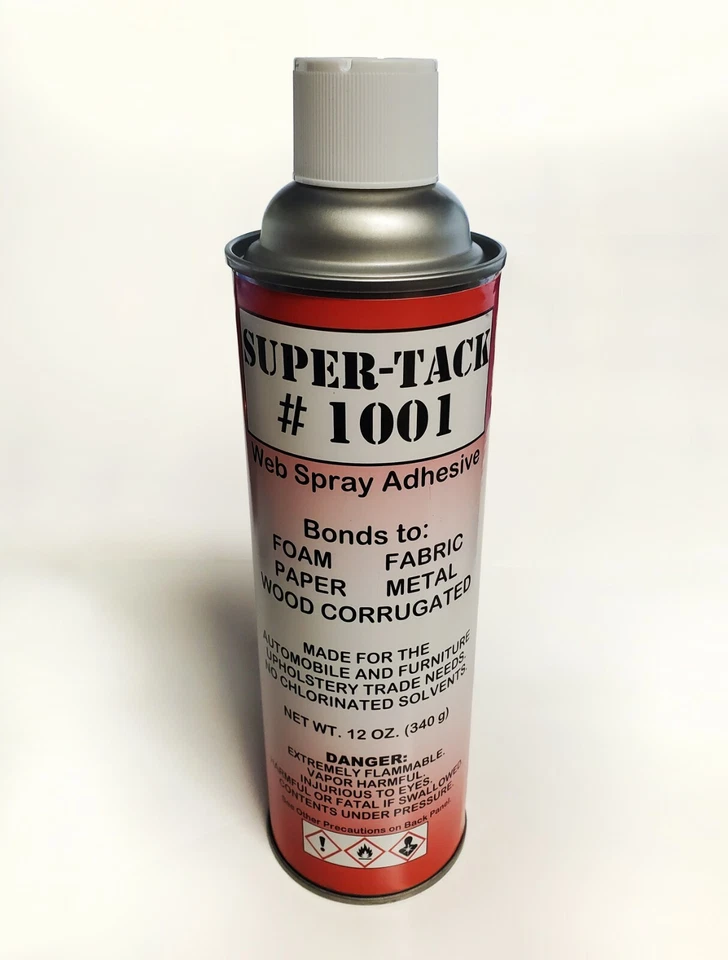 SUPER-TACK
# 1001
Web Spray Adhesive
Bonds to:
FOAM FABRIC
PAPER METAL
WOOD CORRUGATED
MADE FOR THE
AUTOMOBILE AND FURNITURE
UPHOLSTERY TRADE NEEDS.
NO CHLORINATED SOLVENTS.
NET WT. 12 OZ. (340 g)
DANGER:
EXTREMELY FLAMMABLE.
VAPOR HARMFUL.
INJURIOUS TO EYES.
HARMFUL OR FATAL IF SWALLOWED.
CONTENTS UNDER PRESSURE.
See Other Precautions on Back Panel.